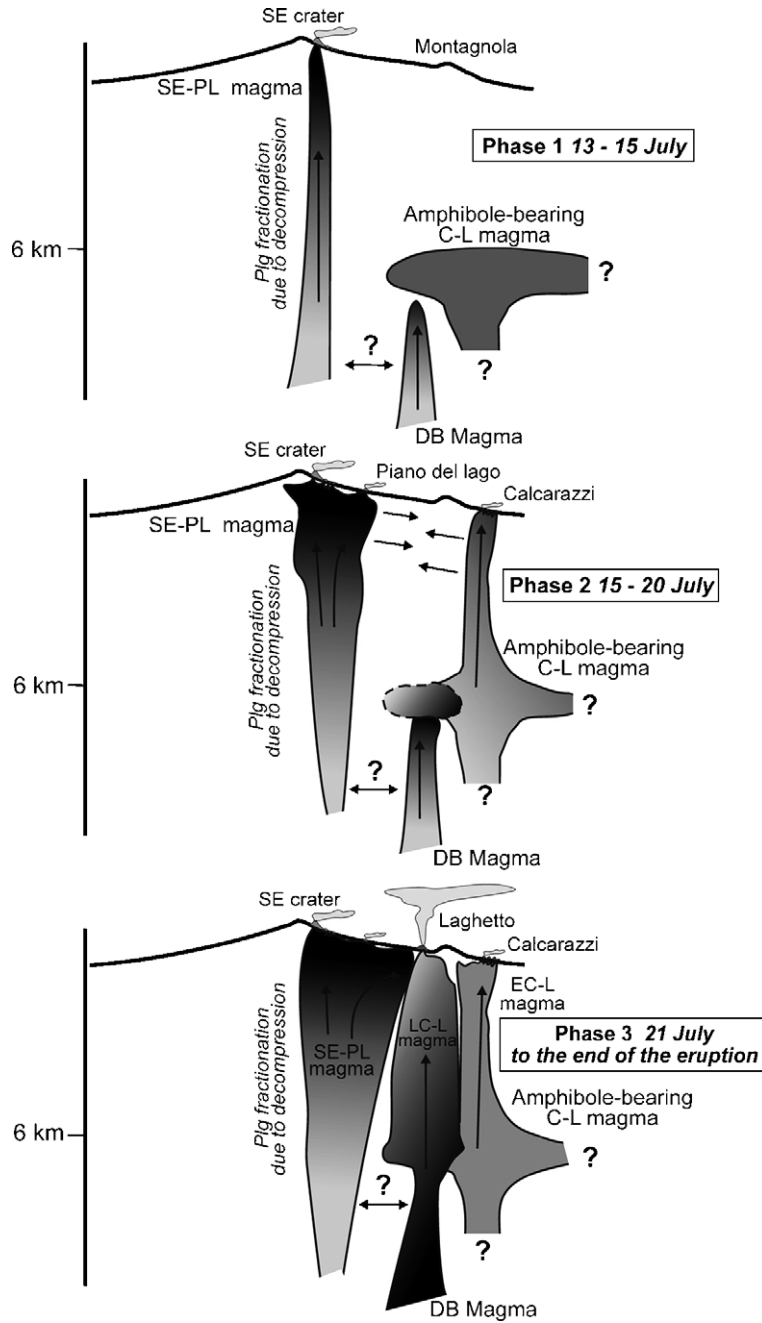 SE crater
Montagnola
SE-PL magma
Plg fractionation
due to decompression
Phase 1 13 - 15 July
Amphibole-bearing
C-L magma
6 km
?
?
?
DB Magma
SE crater
Piano del lago
Calcarazzi
SE-PL magma
Phase 2 15 - 20 July
Plg fractionation
due to decompression
Amphibole-bearing
C-L magma
6 km
?
?
?
DB Magma
SE crater
Laghetto
Calcarazzi
EC-L
magma
Plg fractionation
due to decompression
SE-PL
magma
LC-L
magma
Phase 3 21 July
to the end of the eruption
Amphibole-bearing
C-L magma
6 km
?
?
?
DB Magma